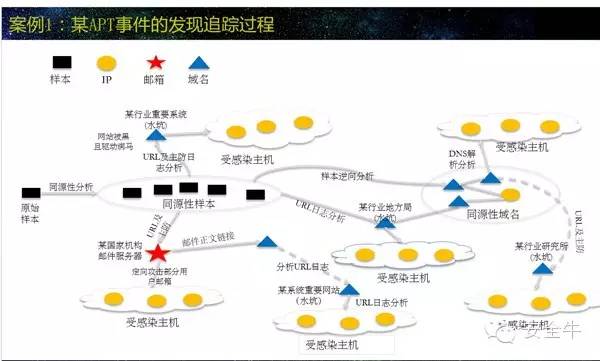 案例1：某APT事件的发现追踪过程
样本
IP
邮箱
域名
某行业重要系统
(水坑)
网站被黑
且驱动挂马
受感染主机
URL及主防日
志分析
受感染主机
DNS解
析分析
同源性分析
原始
样本
同源性样本
样本逆向分析
同源性域名
URL日志分析
某行业地方局
(水坑)
URL及
主防
邮件正文链接
某国家机构
邮件服务器
定向攻击部分用
户邮箱
受感染主机
分析URL日志
某系统重要网站
(水坑)
URL日志分析
受感染主机
受感染主机
URL及主防
某行业研究所
(水坑)
受感染主机
安全牛